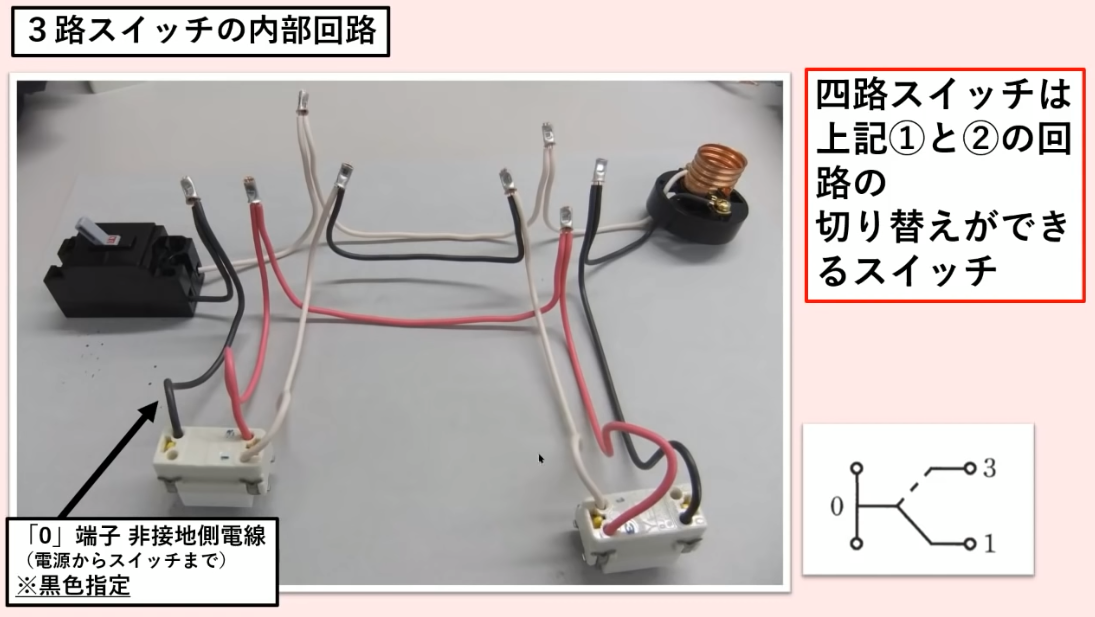 ３路スイッチの内部回路
四路スイッチは
上記①と②の回
路の
切り替えができ
るスイッチ
0
3
1
「0」端子 非接地側電線
（電源からスイッチまで）
※黒色指定